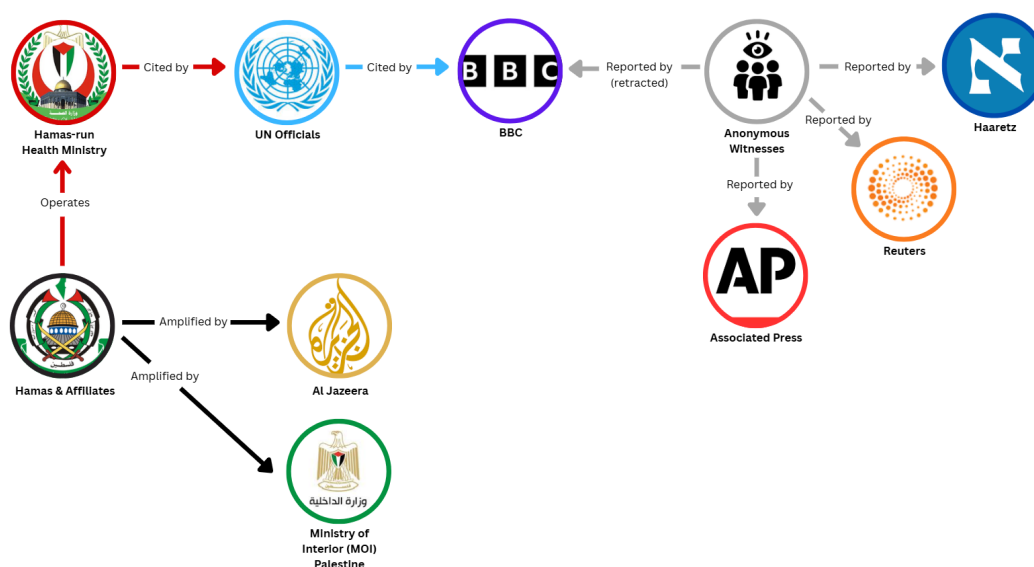 Cited by
Cited by
Reported by
(retracted)
Reported by
Hamas-run
Health Ministry
UN Officials
BBC
BBC
Anonymous
Witnesses
Haaretz
א
Reported by
Reported by
Operates
Reuters
AP
Associated Press
Amplified by
Amplified by
Hamas & Affiliates
Al Jazeera
الجزيرة
وزارة الداخلية
Ministry of
Interior (MOI)
Palestine